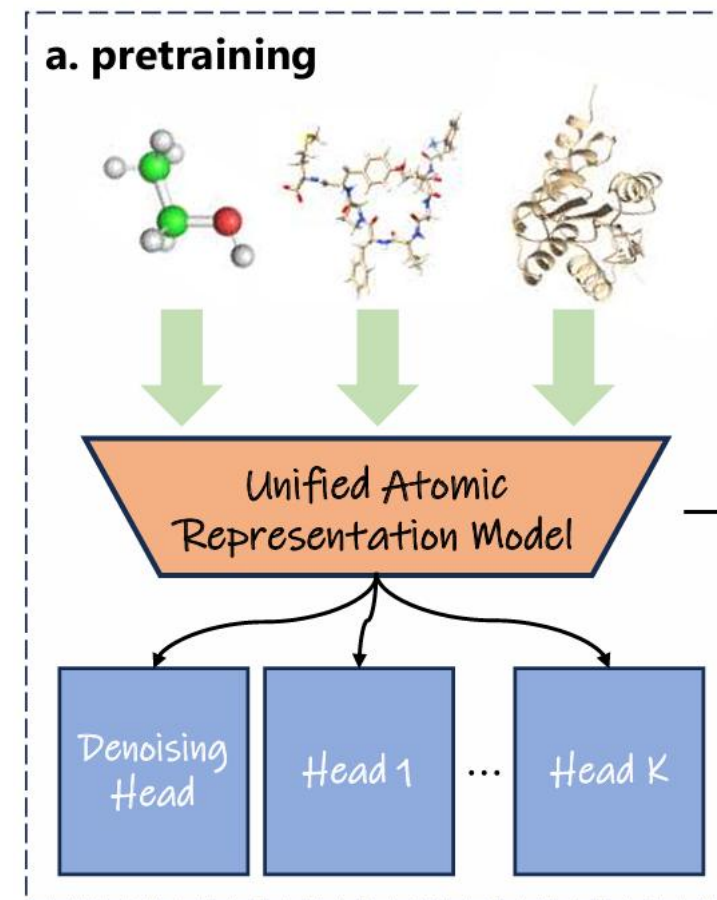 a. pretraining
Unified Atomic
Representation Model
Denoising
Head
Head 1
...
Head K